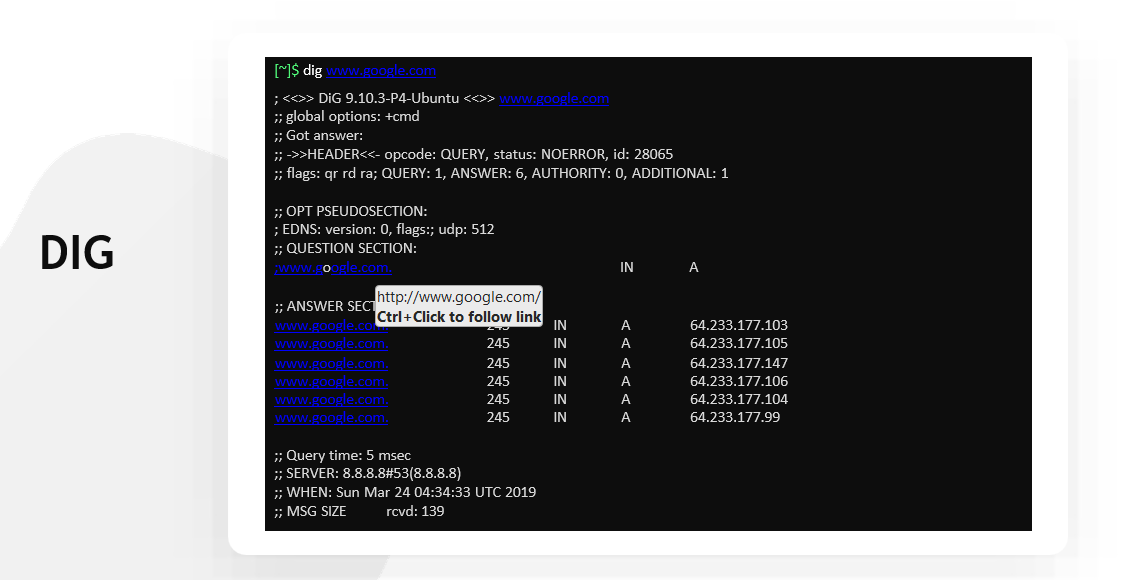 DIG
[~]$ dig www.google.com
; <<>> DiG 9.10.3-P4-Ubuntu <<>> www.google.com
;; global options: +cmd
;; Got answer:
;; ->>HEADER<<- opcode: QUERY, status: NOERROR, id: 28065
;; flags: qr rd ra; QUERY: 1, ANSWER: 6, AUTHORITY: 0, ADDITIONAL: 1
;; OPT PSEUDOSECTION:
; EDNS: version: 0, flags:; udp: 512
;; QUESTION SECTION:
;www.google.com. IN A
http://www.google.com/
Ctrl+Click to follow link
;; ANSWER SECT
www.google.com. 245 IN A 64.233.177.103
www.google.com. 245 IN A 64.233.177.105
www.google.com. 245 IN A 64.233.177.147
www.google.com. 245 IN A 64.233.177.106
www.google.com. 245 IN A 64.233.177.104
www.google.com. 245 IN A 64.233.177.99
;; Query time: 5 msec
;; SERVER: 8.8.8.8#53(8.8.8.8)
;; WHEN: Sun Mar 24 04:34:33 UTC 2019
;; MSG SIZE rcvd: 139